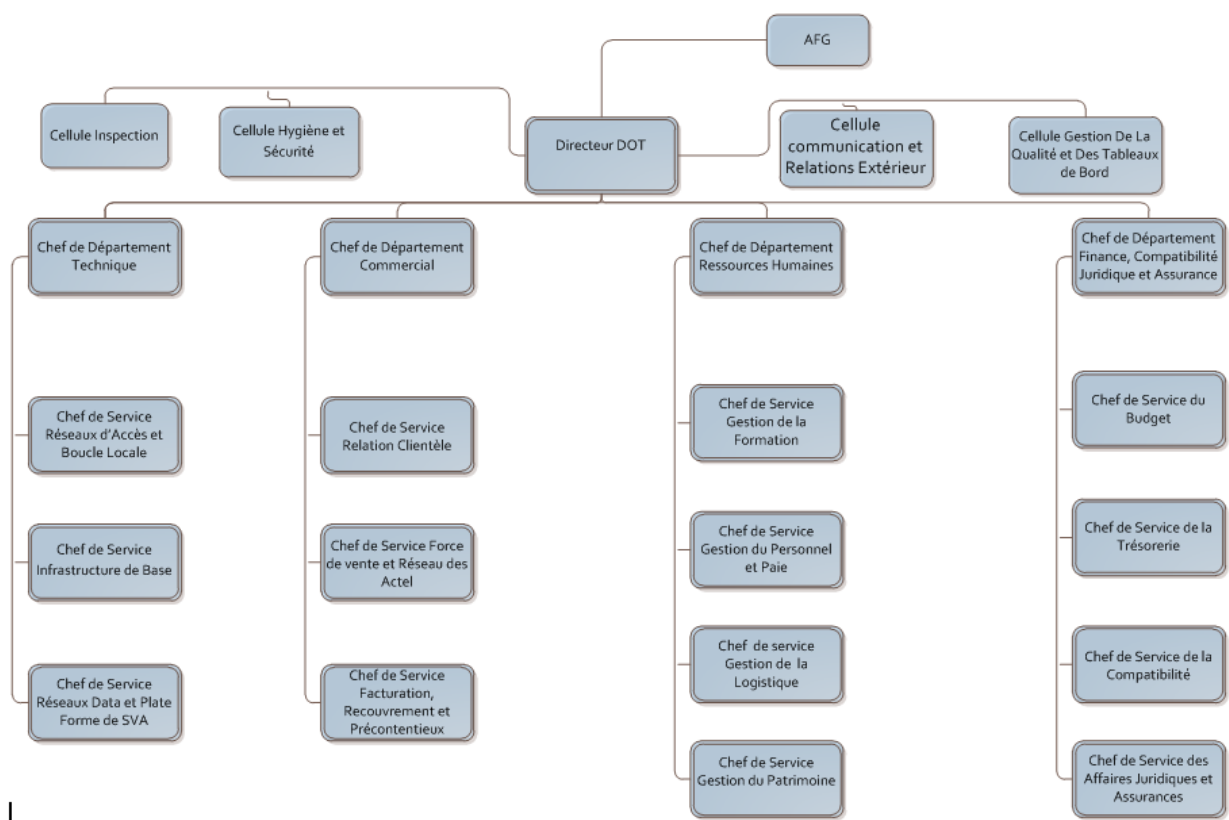 AFG
Cellule Inspection
Cellule Hygiène et
Sécurité
Directeur DOT
Cellule
communication et
Relations Extérieur
Cellule Gestion De La
Qualité et Des Tableaux
de Bord
Chef de Département
Technique
Chef de Département
Commercial
Chef de Département
Ressources Humaines
Chef de Département
Finance, Compatibilité
Juridique et Assurance
Chef de Service
Réseaux d'Accès et
Boucle Locale
Chef de Service
Relation Clientèle
Chef de Service
Gestion de la
Formation
Chef de Service du
Budget
Chef de Service
Infrastructure de Base
Chef de Service Force
de vente et Réseau des
Actel
Chef de Service
Gestion du Personnel
et Paie
Chef de Service de la
Trésorerie
Chef de Service
Réseaux Data et Plate
Forme de SVA
Chef de Service
Facturation,
Recouvrement et
Précontentieux
Chef de service
Gestion de la
Logistique
Chef de Service de la
Compatibilité
Chef de Service
Gestion du Patrimoine
Chef de Service des
Affaires Juridiques et
Assurances